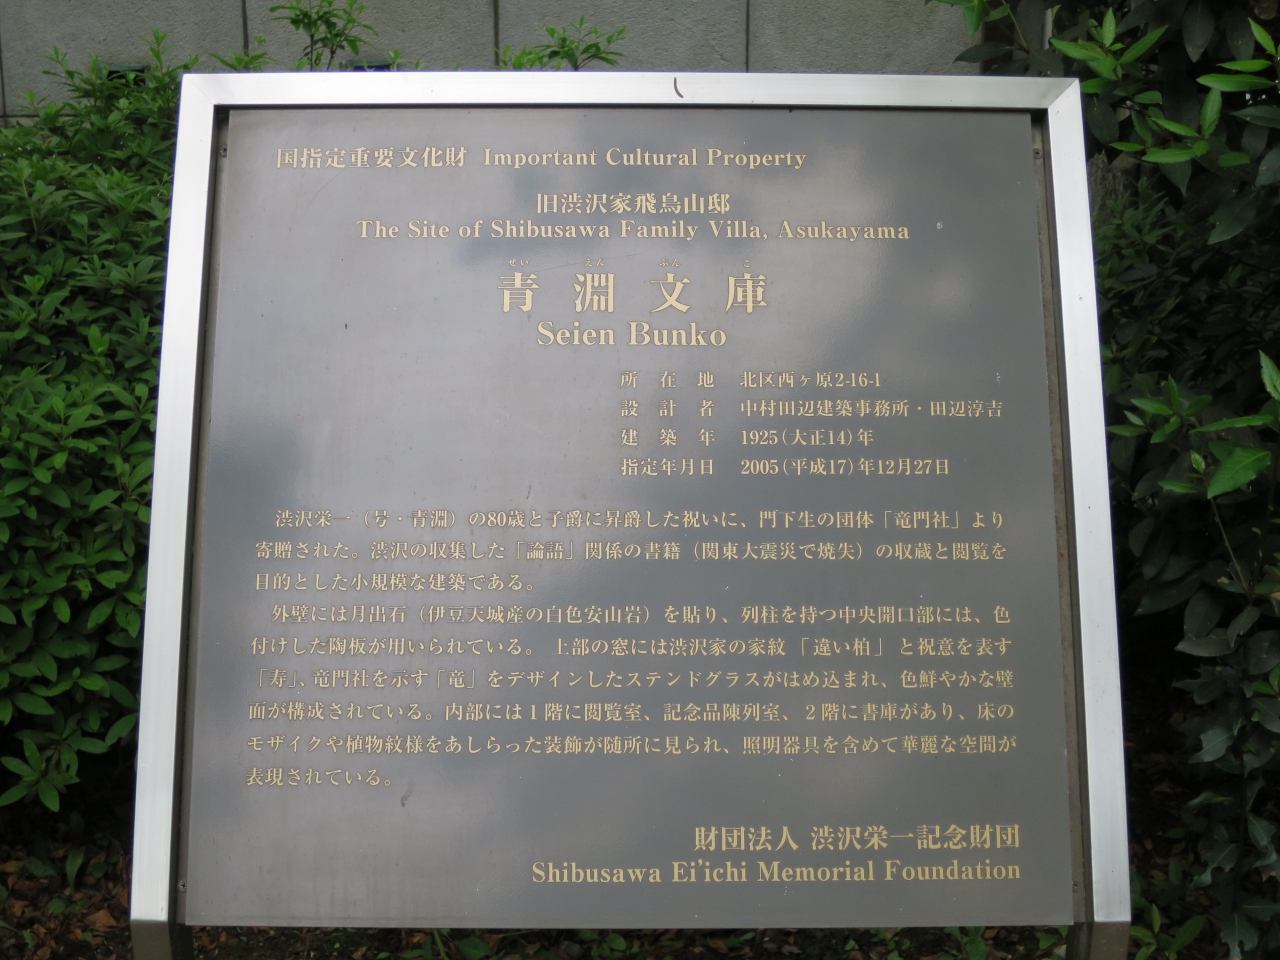 国指定重要文化財 Important Cultural Property
旧渋沢家飛鳥山邸
The Site of Shibusawa Family Villa, Asukayama
せい えん ぶん こ
青淵文庫
Seien Bunko
所在地 北区西ヶ原2-16-1
設計者 中村田辺建築事務所・田辺淳吉
建築年 1925(大正14)年
指定年月日 2005(平成17)年12月27日
渋沢栄一(号・青淵)の80歳と子爵に昇爵した祝いに、門下生の団体「竜門社」より
寄贈された。渋沢の収集した「論語」関係の書籍(関東大震災で焼失)の収蔵と閲覧を
目的とした小規模な建築である。
外壁には月出石(伊豆天城産の白色安山岩)を貼り、列柱を持つ中央開口部には、色
付けした陶板が用いられている。上部の窓には渋沢家の家紋「違い柏」と祝意を表す
「寿」、竜門社を示す「竜」をデザインしたステンドグラスがはめ込まれ、色鮮やかな壁
面が構成されている。内部には1階に閲覧室、記念品陳列室、2階に書庫があり、床の
モザイクや植物紋様をあしらった装飾が随所に見られ、照明器具を含めて華麗な空間が
表現されている。
財団法人 渋沢栄一記念財団
Shibusawa Ei'ichi Memorial Foundation